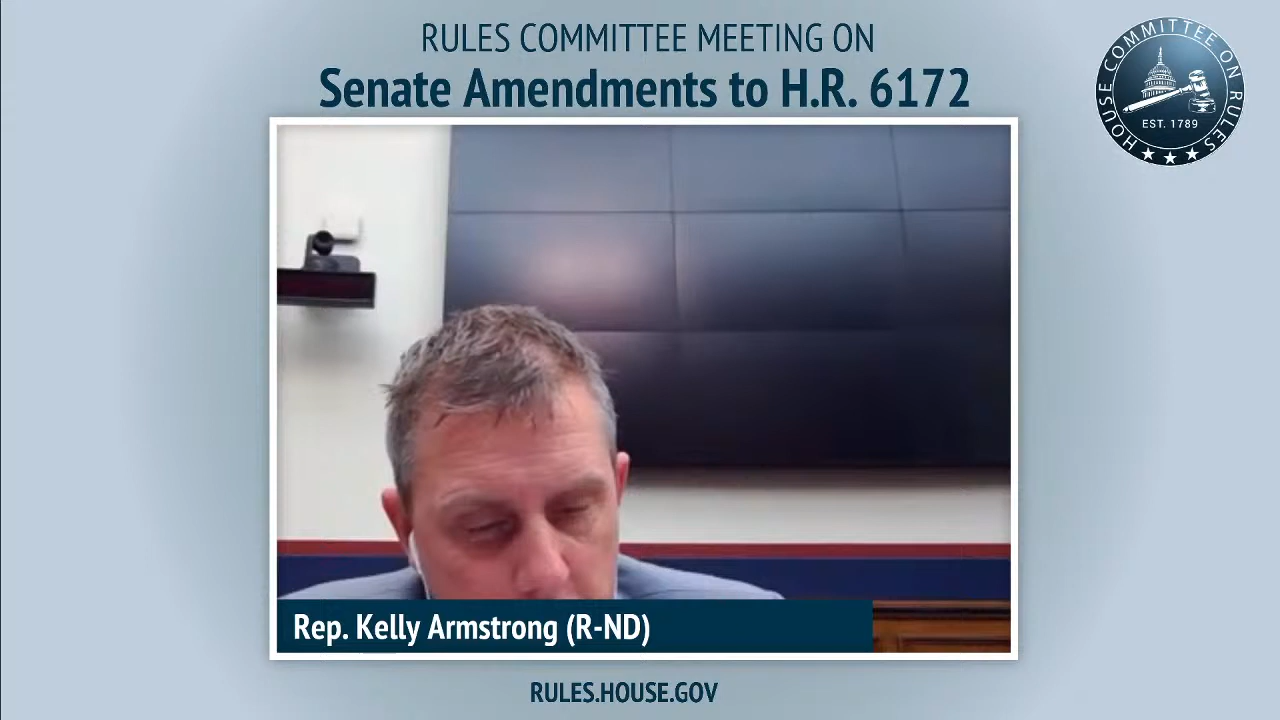 RULES COMMITTEE MEETING ON
Senate Amendments to H.R. 6172
HOUSE COMMITTEE ON RULES
EST. 1789
Rep. Kelly Armstrong (R-ND)
RULES.HOUSE.GOV